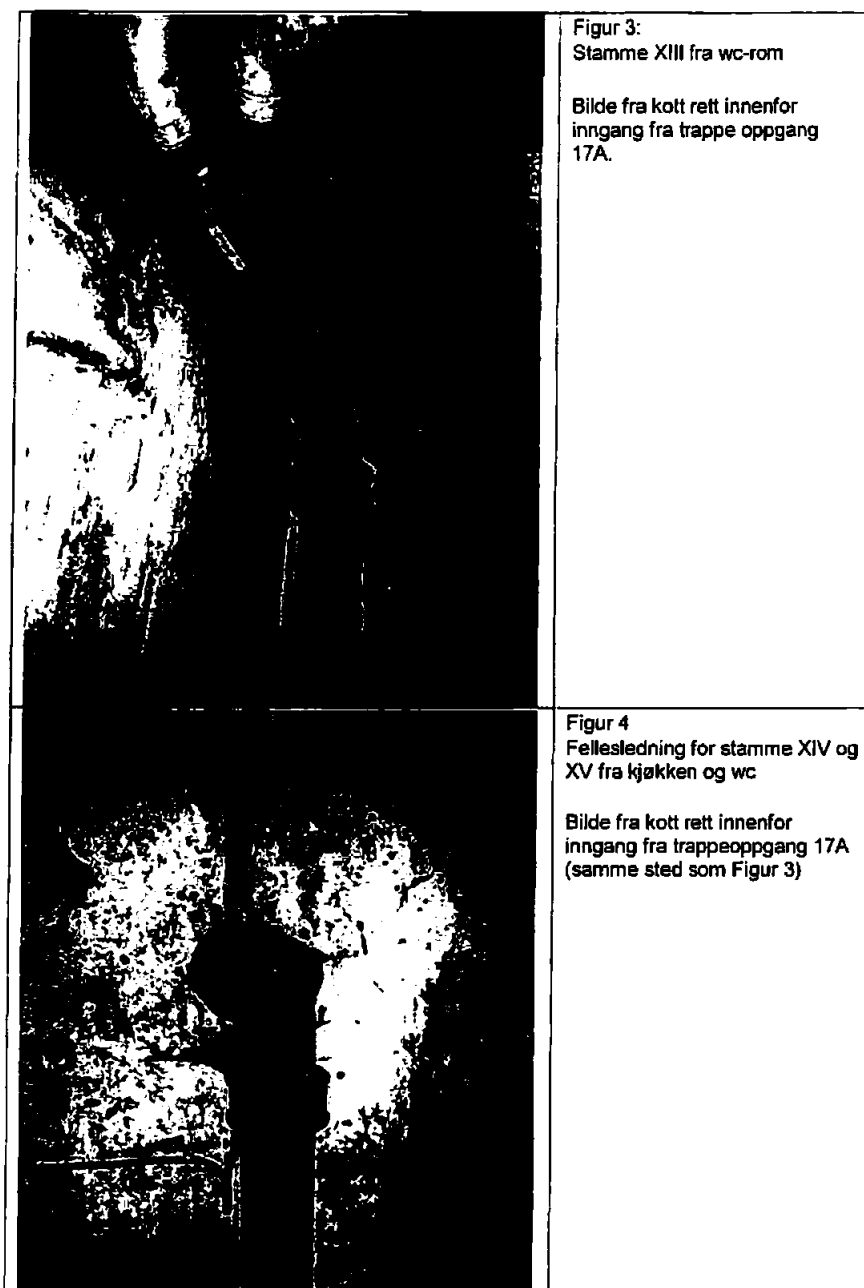 Figur 3:
Stamme XIII fra wc-rom
Bilde fra kott rett innenfor
inngang fra trappe oppgang
17A.
Figur 4
Fellesledning for stamme XIV og
XV fra kjøkken og wc
Bilde fra kott rett innenfor
inngang fra trappeoppgang 17A
(samme sted som Figur 3)